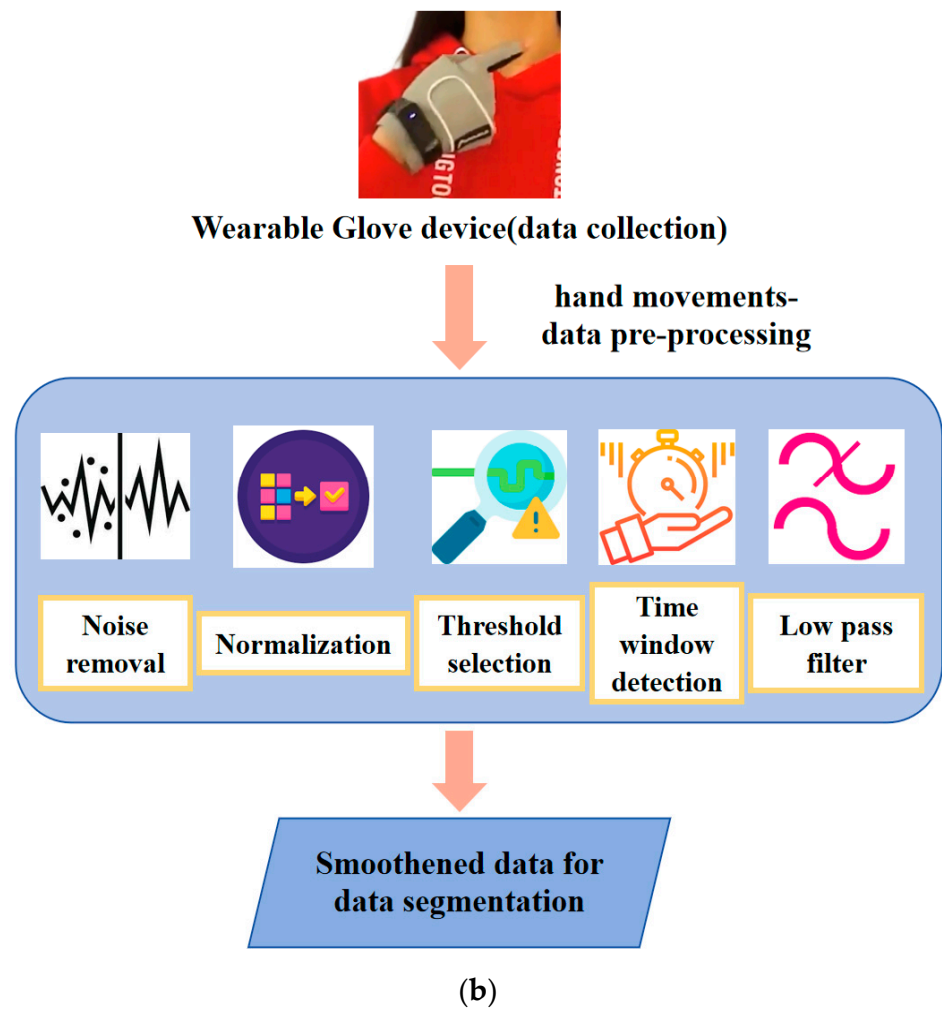 NGTO
Wearable Glove device(data collection)
hand movements-
data pre-processing
Noise
removal
Normalization
Threshold
selection
Time
window
detection
Low pass
filter
Smoothened data for
data segmentation
(b)